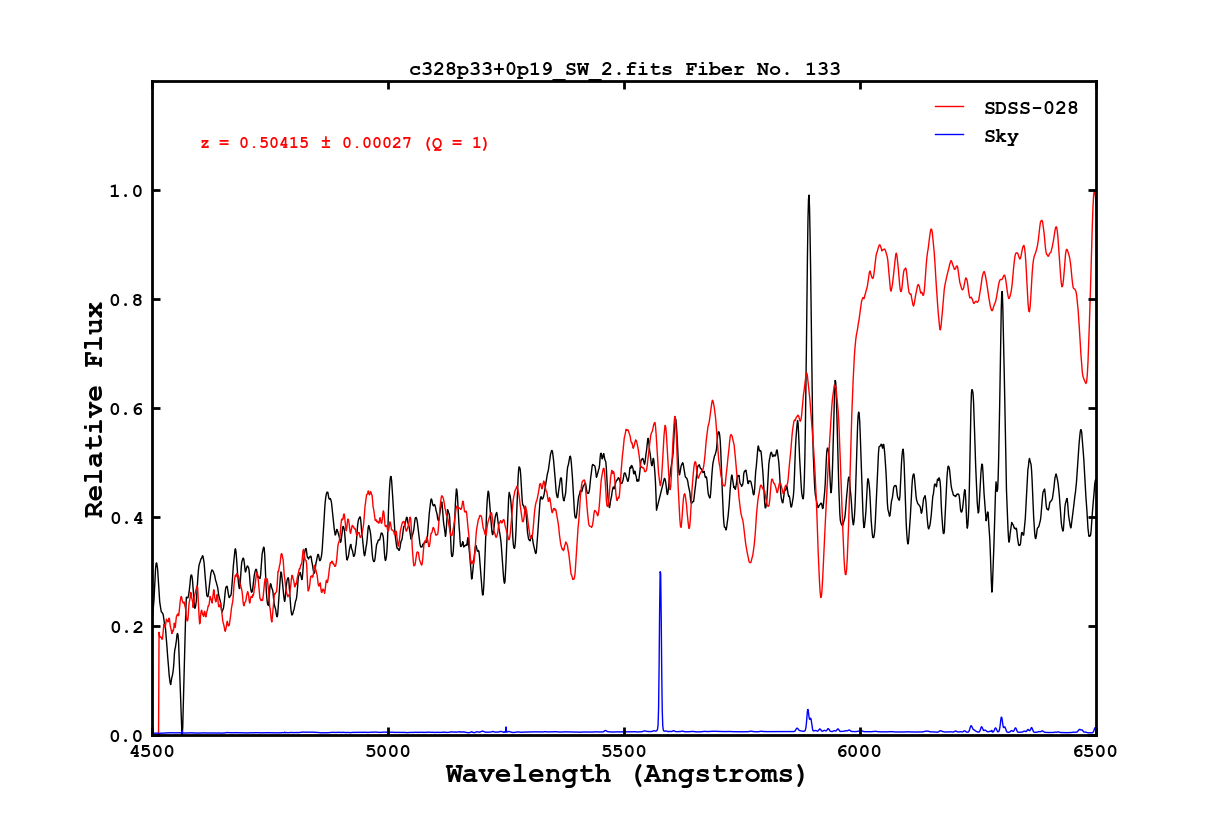 c328p33+0p19_SW_2.fits Fiber No. 133
z = 0.50415 ± 0.00027 (Q = 1)
SDSS-028
Sky
Relative Flux
1.0
0.8
0.6
0.4
0.2
0.0
4500
5000
5500
6000
6500
Wavelength (Angstroms)